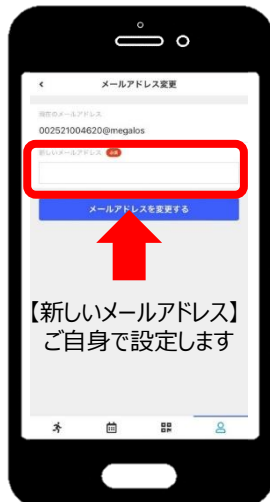 メールアドレス変更
現在のメールアドレス
002521004620@megalos
新しいメールアドレス 必須
メールアドレスを変更する
【新しいメールアドレス】
ご自身で設定します